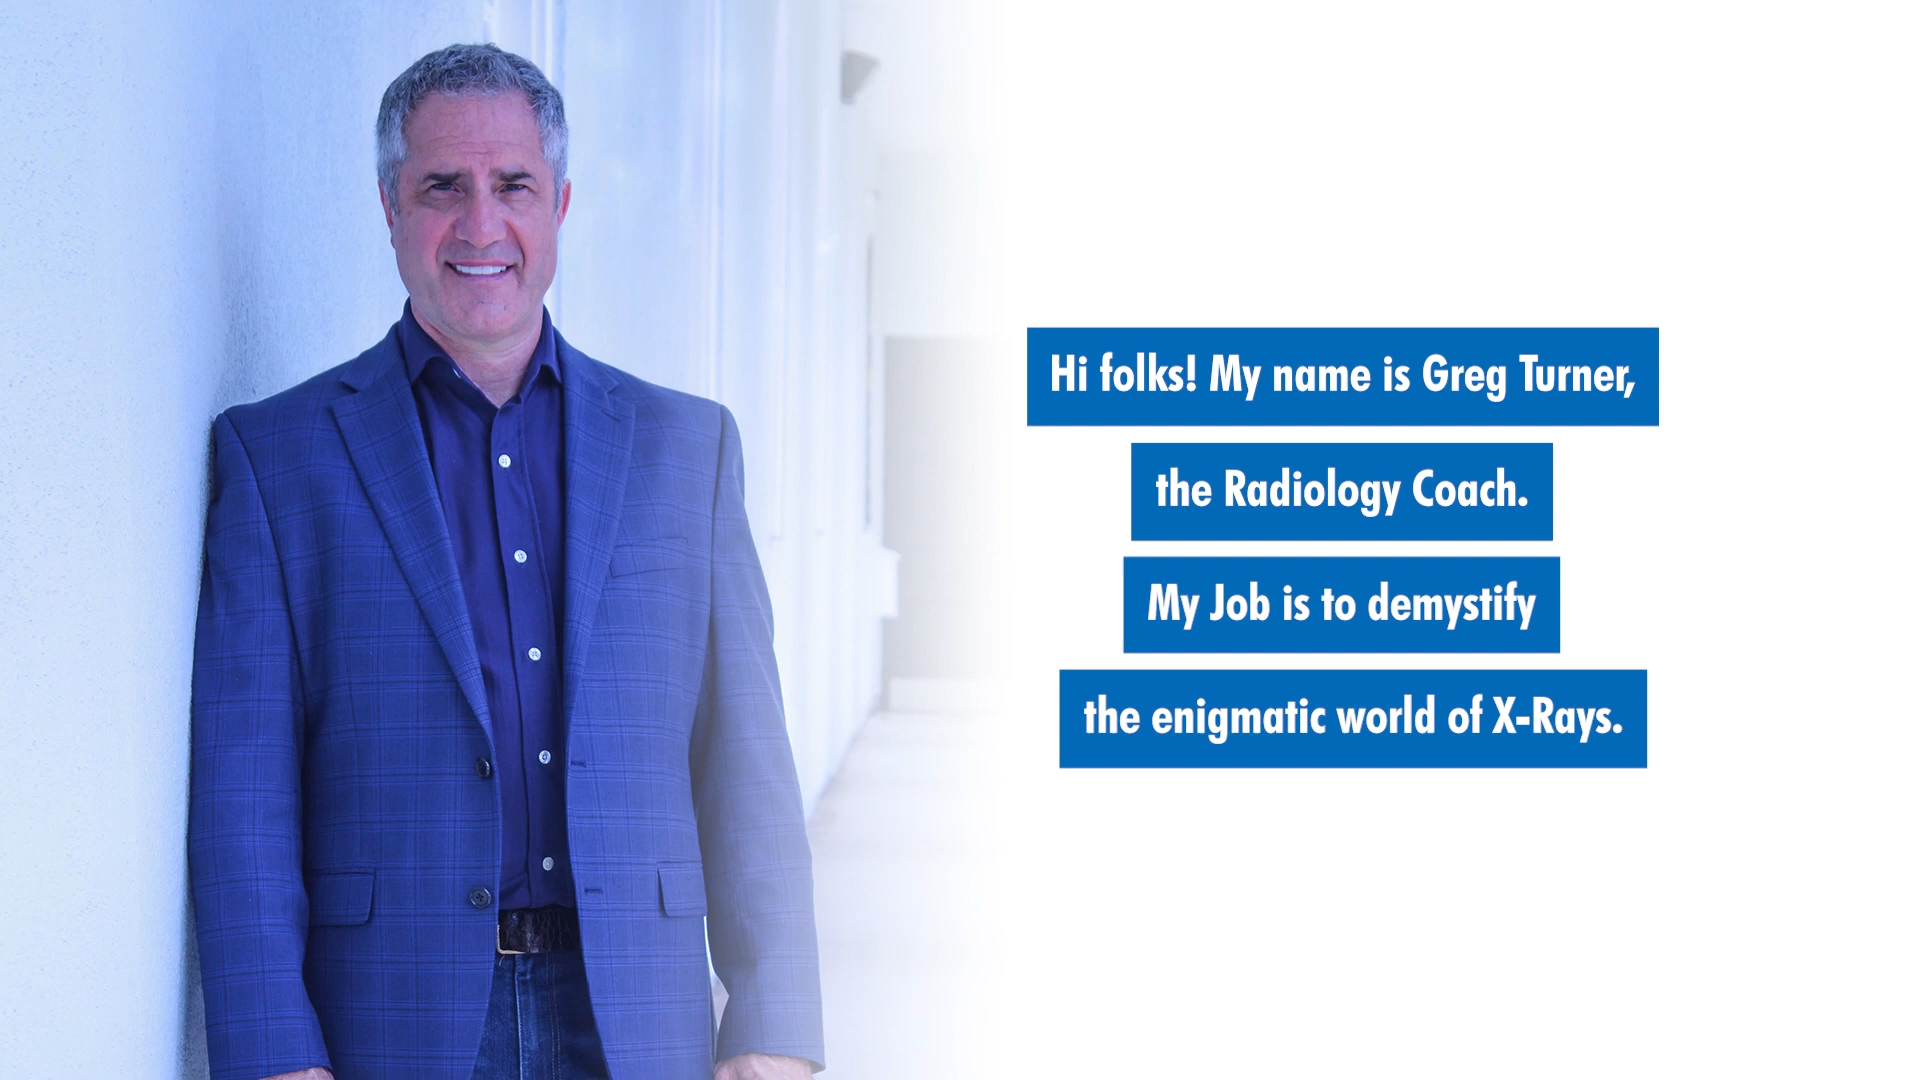 Hi folks! My name is Greg Turner,
the Radiology Coach.
My Job is to demystify
the enigmatic world of X-Rays.